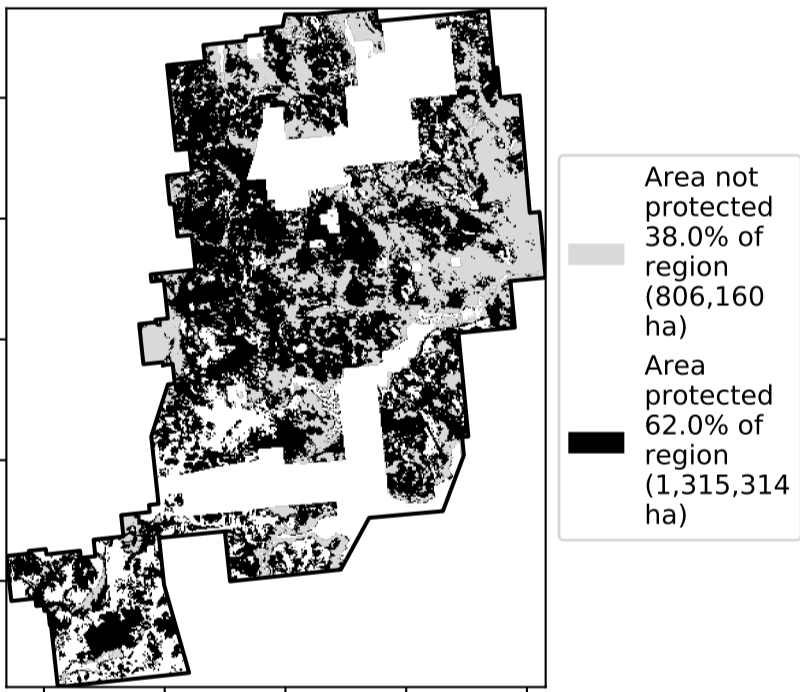 Area not
protected
38.0% of
region
(806,160
ha)
Area
protected
62.0% of
region
(1,315,314
ha)